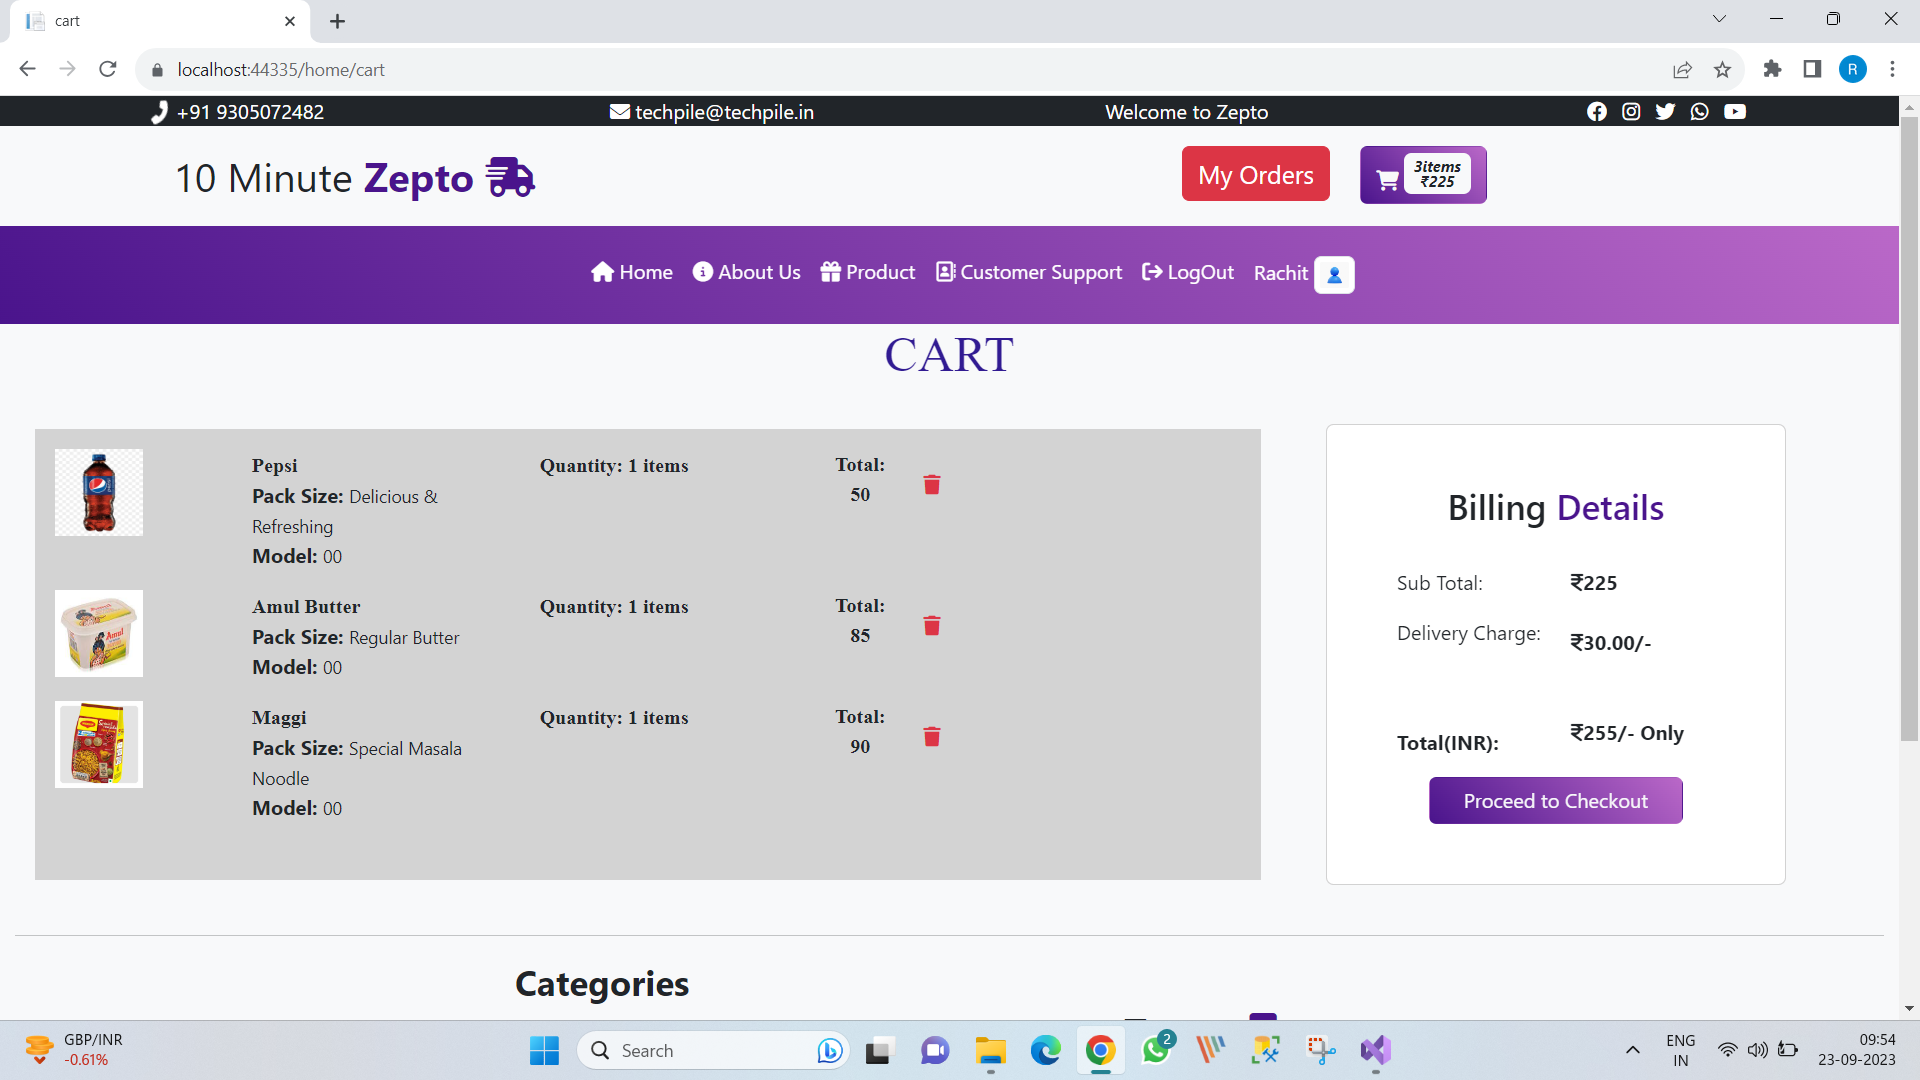 cart
localhost:44335/home/cart
R
+91 9305072482
techpile@techpile.in
Welcome to Zepto
10 Minute Zepto
My Orders
3items
₹225
Home
About Us
Product
Customer Support
LogOut
Rachit
CART
Pepsi
Pack Size: Delicious &
Refreshing
Model: 00
Quantity: 1 items
Total:
50
Amul Butter
Pack Size: Regular Butter
Model: 00
Quantity: 1 items
Total:
85
Maggi
Pack Size: Special Masala
Noodle
Model: 00
Quantity: 1 items
Total:
90
Billing Details
Sub Total: ₹225
Delivery Charge: ₹30.00/-
Total(INR): ₹255/- Only
Proceed to Checkout
Categories
GBP/INR
-0.61%
Search
2
ENG
IN
09:54
23-09-2023